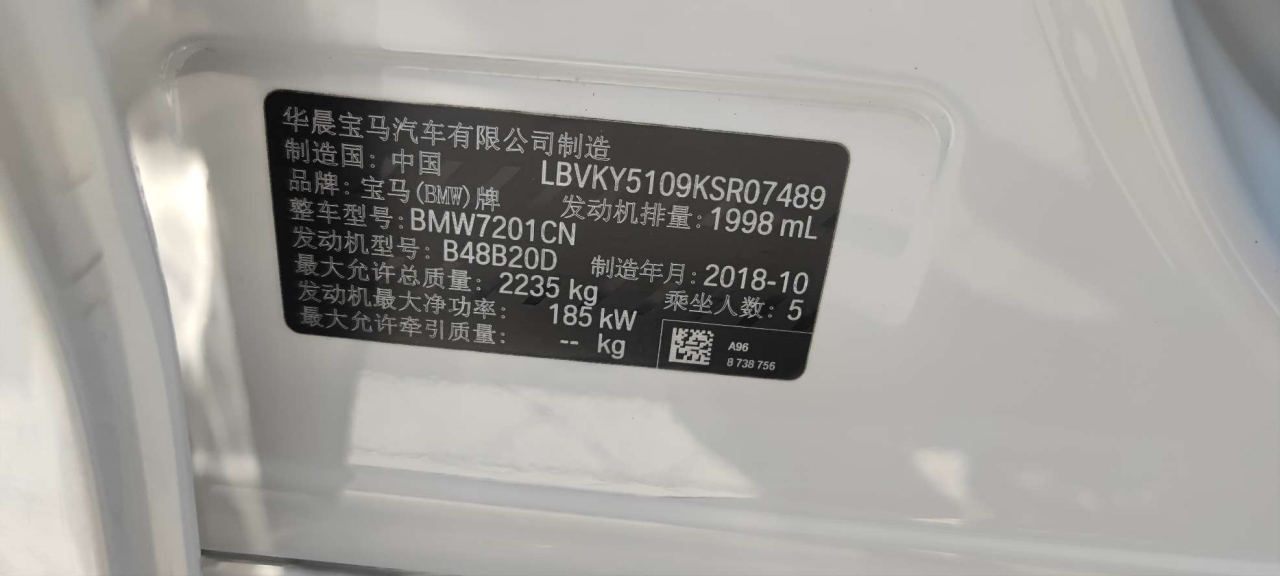 华晨宝马汽车有限公司制造
制造国：中国 LBVKY5109KSR07489
品牌：宝马(BMW)牌 发动机排量：1998 mL
整车型号：BMW7201CN
发动机型号：B48B20D 制造年月：2018-10
最大允许总质量：2235 kg 乘坐人数：5
发动机最大净功率：185 kW
最大允许牵引质量：-- kg
A96
8 738 756